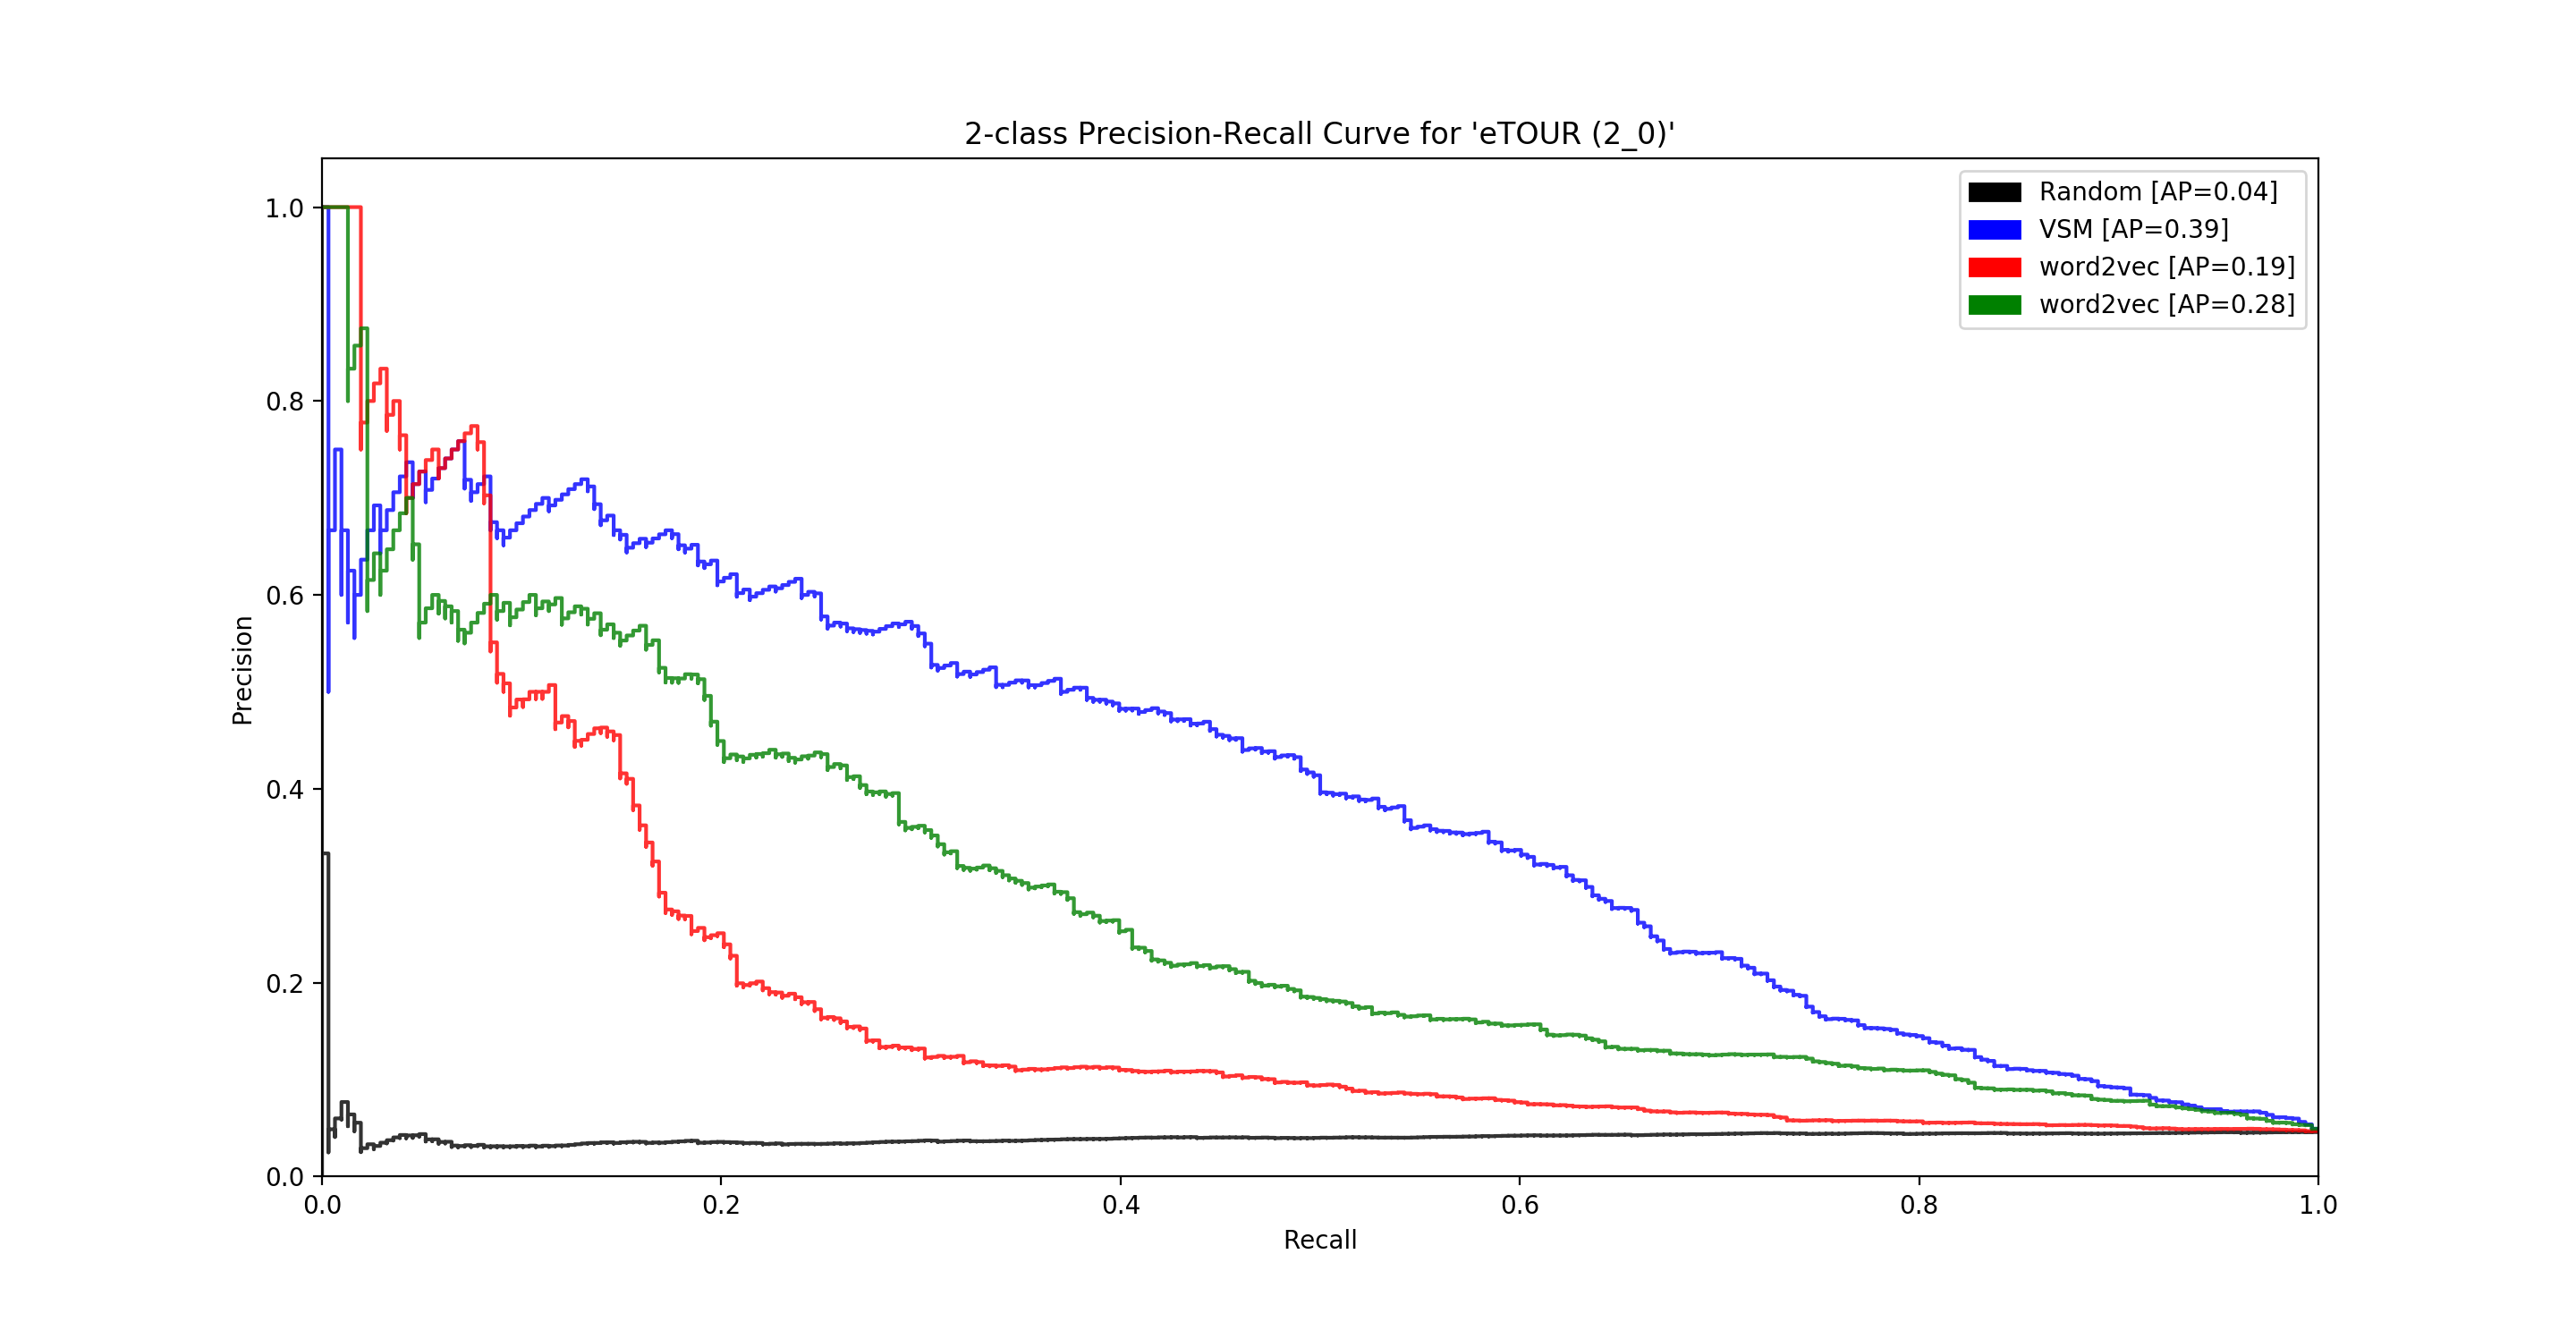 2-class Precision-Recall Curve for 'eTOUR (2_0)'
Random [AP=0.04]
VSM [AP=0.39]
word2vec [AP=0.19]
word2vec [AP=0.28]
Precision
1.0
0.8
0.6
0.4
0.2
0.0
0.0 0.2 0.4 0.6 0.8 1.0
Recall